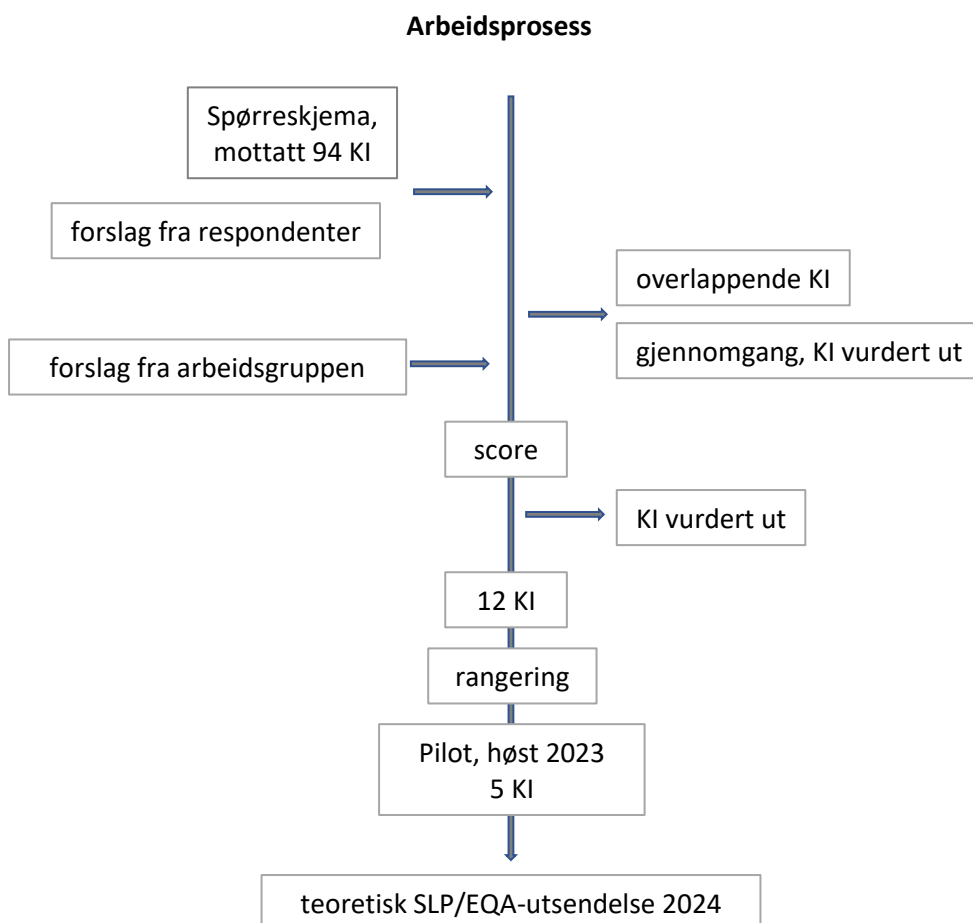 Arbeidsprosess
Spørreskjema,
mottatt 94 KI
forslag fra respondenter
overlappende KI
gjennomgang, KI vurdert ut
forslag fra arbeidsgruppen
score
KI vurdert ut
12 KI
rangering
Pilot, høst 2023
5 KI
teoretisk SLP/EQA-utsendelse 2024